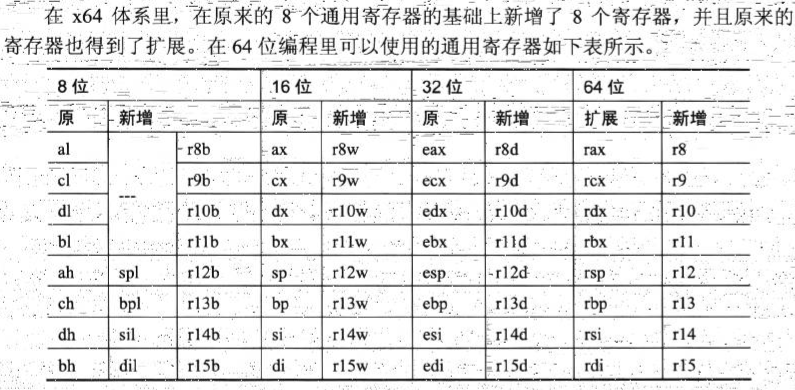 在 x64 体系里，在原来的 8 个通用寄存器的基础上新增了 8 个寄存器，并且原来的
寄存器也得到了扩展。在 64 位编程里可以使用的通用寄存器如下表所示。
8 位 16 位 32 位 64 位
原 新增 原 新增 原 新增 扩展 新增
al r8b ax r8w eax r8d rax r8
cl r9b cx r9w ecx r9d rcx r9
---
dl r10b dx r10w edx r10d rdx r10
bl r11b bx r11w ebx r11d rbx r11
ah spl r12b sp r12w esp r12d rsp r12
ch bpl r13b bp r13w ebp r13d rbp r13
dh sil r14b si r14w esi r14d rsi r14
bh dil r15b di r15w edi r15d rdi r15